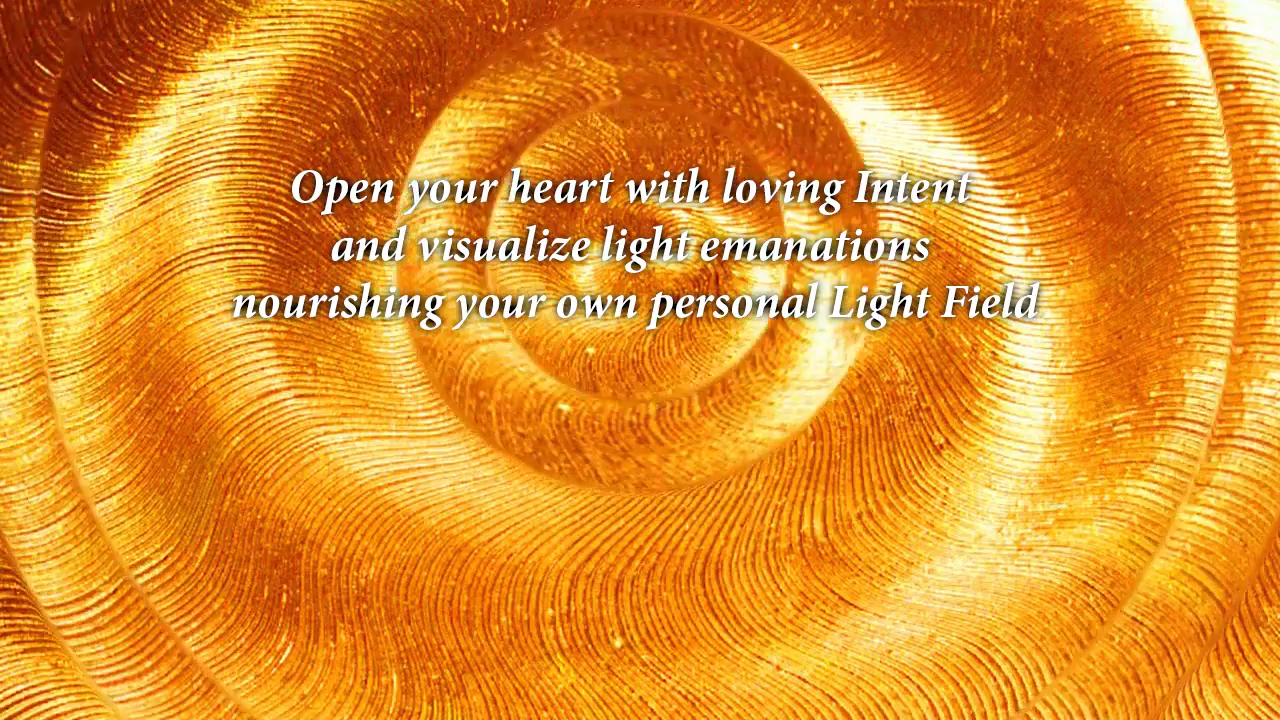 Open your heart with loving Intent
and visualize light emanations
nourishing your own personal Light Field